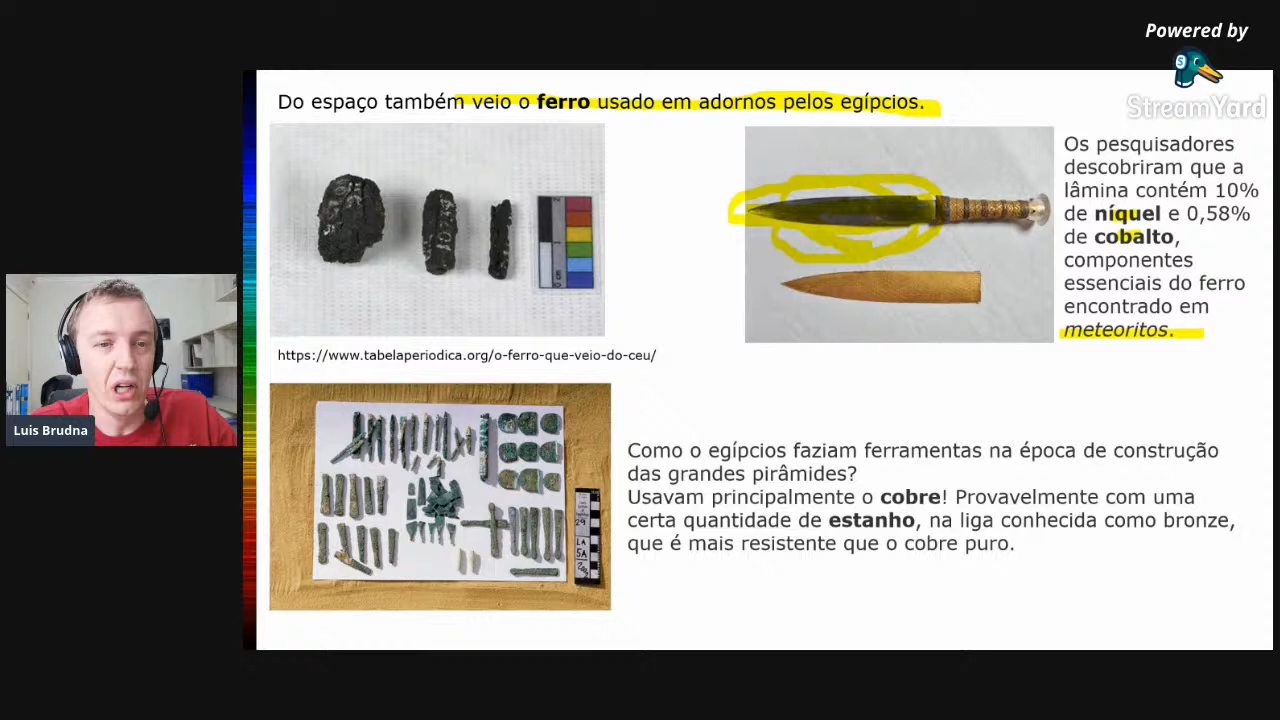 Powered by
StreamYard
Do espaço também veio o ferro usado em adornos pelos egípcios.
Os pesquisadores
descobriram que a
lâmina contém 10%
de níquel e 0,58%
de cobalto,
componentes
essenciais do ferro
encontrado em
meteoritos.
https://www.tabelaperiodica.org/o-ferro-que-veio-do-ceu/
Luis Brudna
Como o egípcios faziam ferramentas na época de construção
das grandes pirâmides?
Usavam principalmente o cobre! Provavelmente com uma
certa quantidade de estanho, na liga conhecida como bronze,
que é mais resistente que o cobre puro.
29
LA
5A